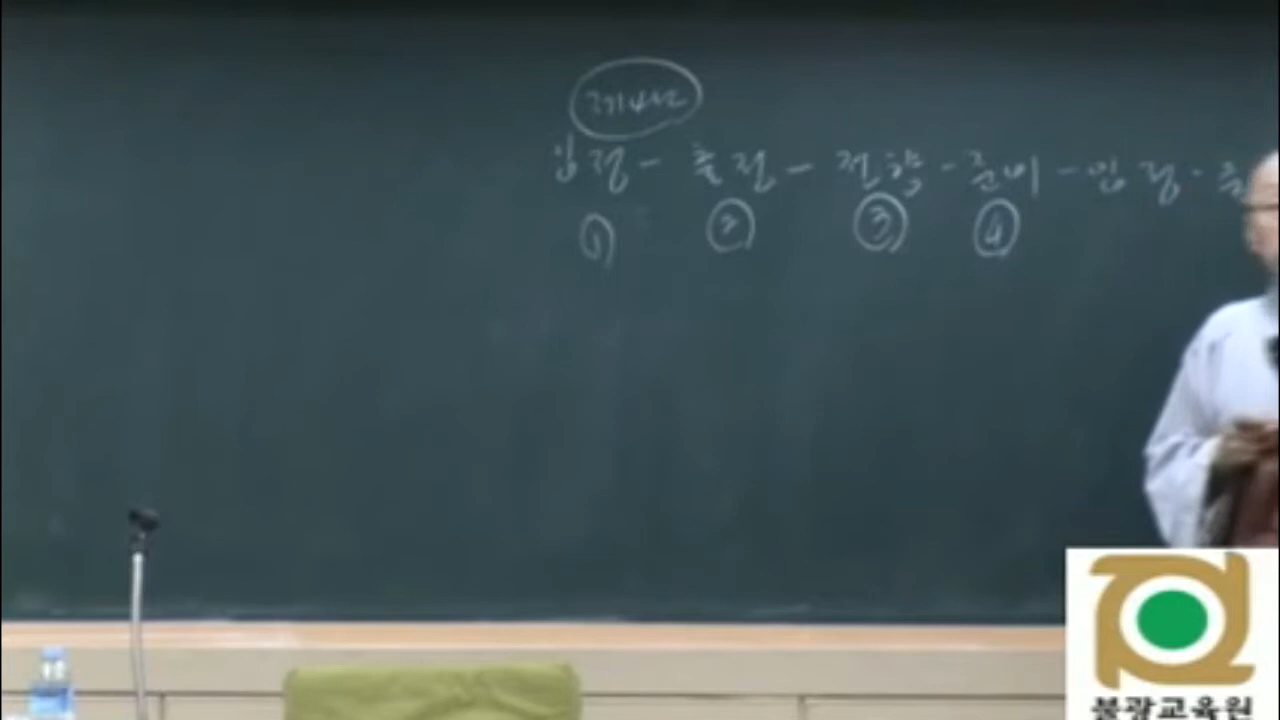 입정 - 출정 - 전향 - 준비 - 입정 - 출
① ② ③ ④
불광교육원